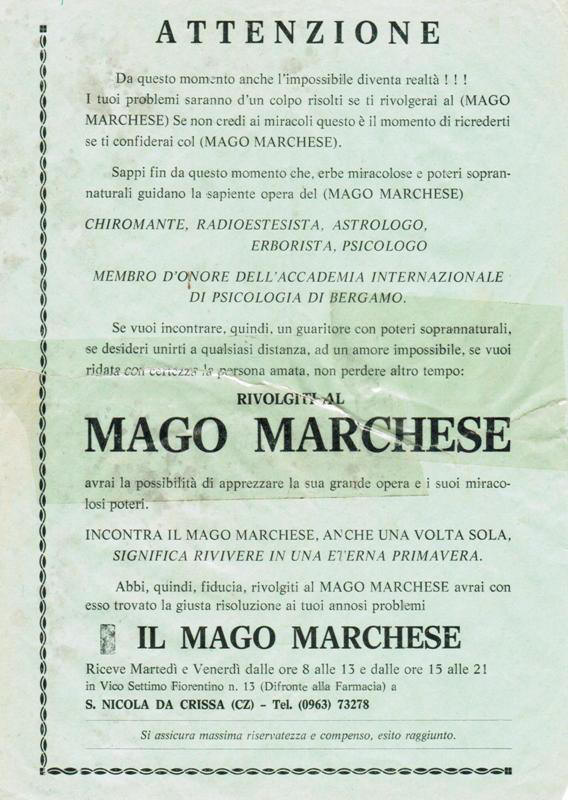 ATTENZIONE
Da questo momento anche l'impossibile diventa realtà ! ! !
I tuoi problemi saranno d'un colpo risolti se ti rivolgerai al (MAGO
MARCHESE) Se non credi ai miracoli questo è il momento di ricrederti
se ti confiderai col (MAGO MARCHESE).
Sappi fin da questo momento che, erbe miracolose e poteri sopran-
naturali guidano la sapiente opera del (MAGO MARCHESE)
CHIROMANTE, RADIOESTESISTA, ASTROLOGO,
ERBORISTA, PSICOLOGO
MEMBRO D'ONORE DELL'ACCADEMIA INTERNAZIONALE
DI PSICOLOGIA DI BERGAMO.
Se vuoi incontrare, quindi, un guaritore con poteri soprannaturali,
se desideri unirti a qualsiasi distanza, ad un amore impossibile, se vuoi
ridata con certezza la persona amata, non perdere altro tempo:
RIVOLGITI AL
MAGO MARCHESE
avrai la possibilità di apprezzare la sua grande opera e i suoi miraco-
losi poteri.
INCONTRA IL MAGO MARCHESE, ANCHE UNA VOLTA SOLA,
SIGNIFICA RIVIVERE IN UNA ETERNA PRIMAVERA.
Abbi, quindi, fiducia, rivolgiti al MAGO MARCHESE avrai con
esso trovato la giusta risoluzione ai tuoi annosi problemi
IL MAGO MARCHESE
Riceve Martedì e Venerdì dalle ore 8 alle 13 e dalle ore 15 alle 21
in Vico Settimo Fiorentino n. 13 (Difronte alla Farmacia) a
S. NICOLA DA CRISSA (CZ) - Tel. (0963) 73278
Si assicura massima riservatezza e compenso, esito raggiunto.